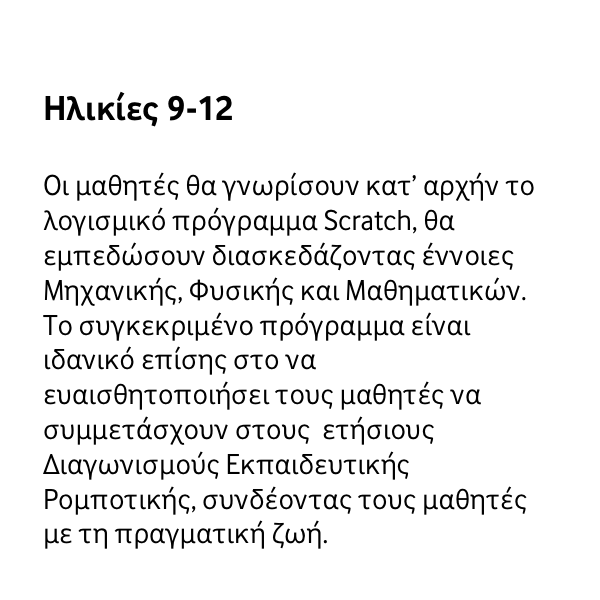 Ηλικίες 9-12
Οι μαθητές θα γνωρίσουν κατ’ αρχήν το
λογισμικό πρόγραμμα Scratch, θα
εμπεδώσουν διασκεδάζοντας έννοιες
Μηχανικής, Φυσικής και Μαθηματικών.
Το συγκεκριμένο πρόγραμμα είναι
ιδανικό επίσης στο να
ευαισθητοποιήσει τους μαθητές να
συμμετάσχουν στους  ετήσιους
Διαγωνισμούς Εκπαιδευτικής
Ρομποτικής, συνδέοντας τους μαθητές
με τη πραγματική ζωή.